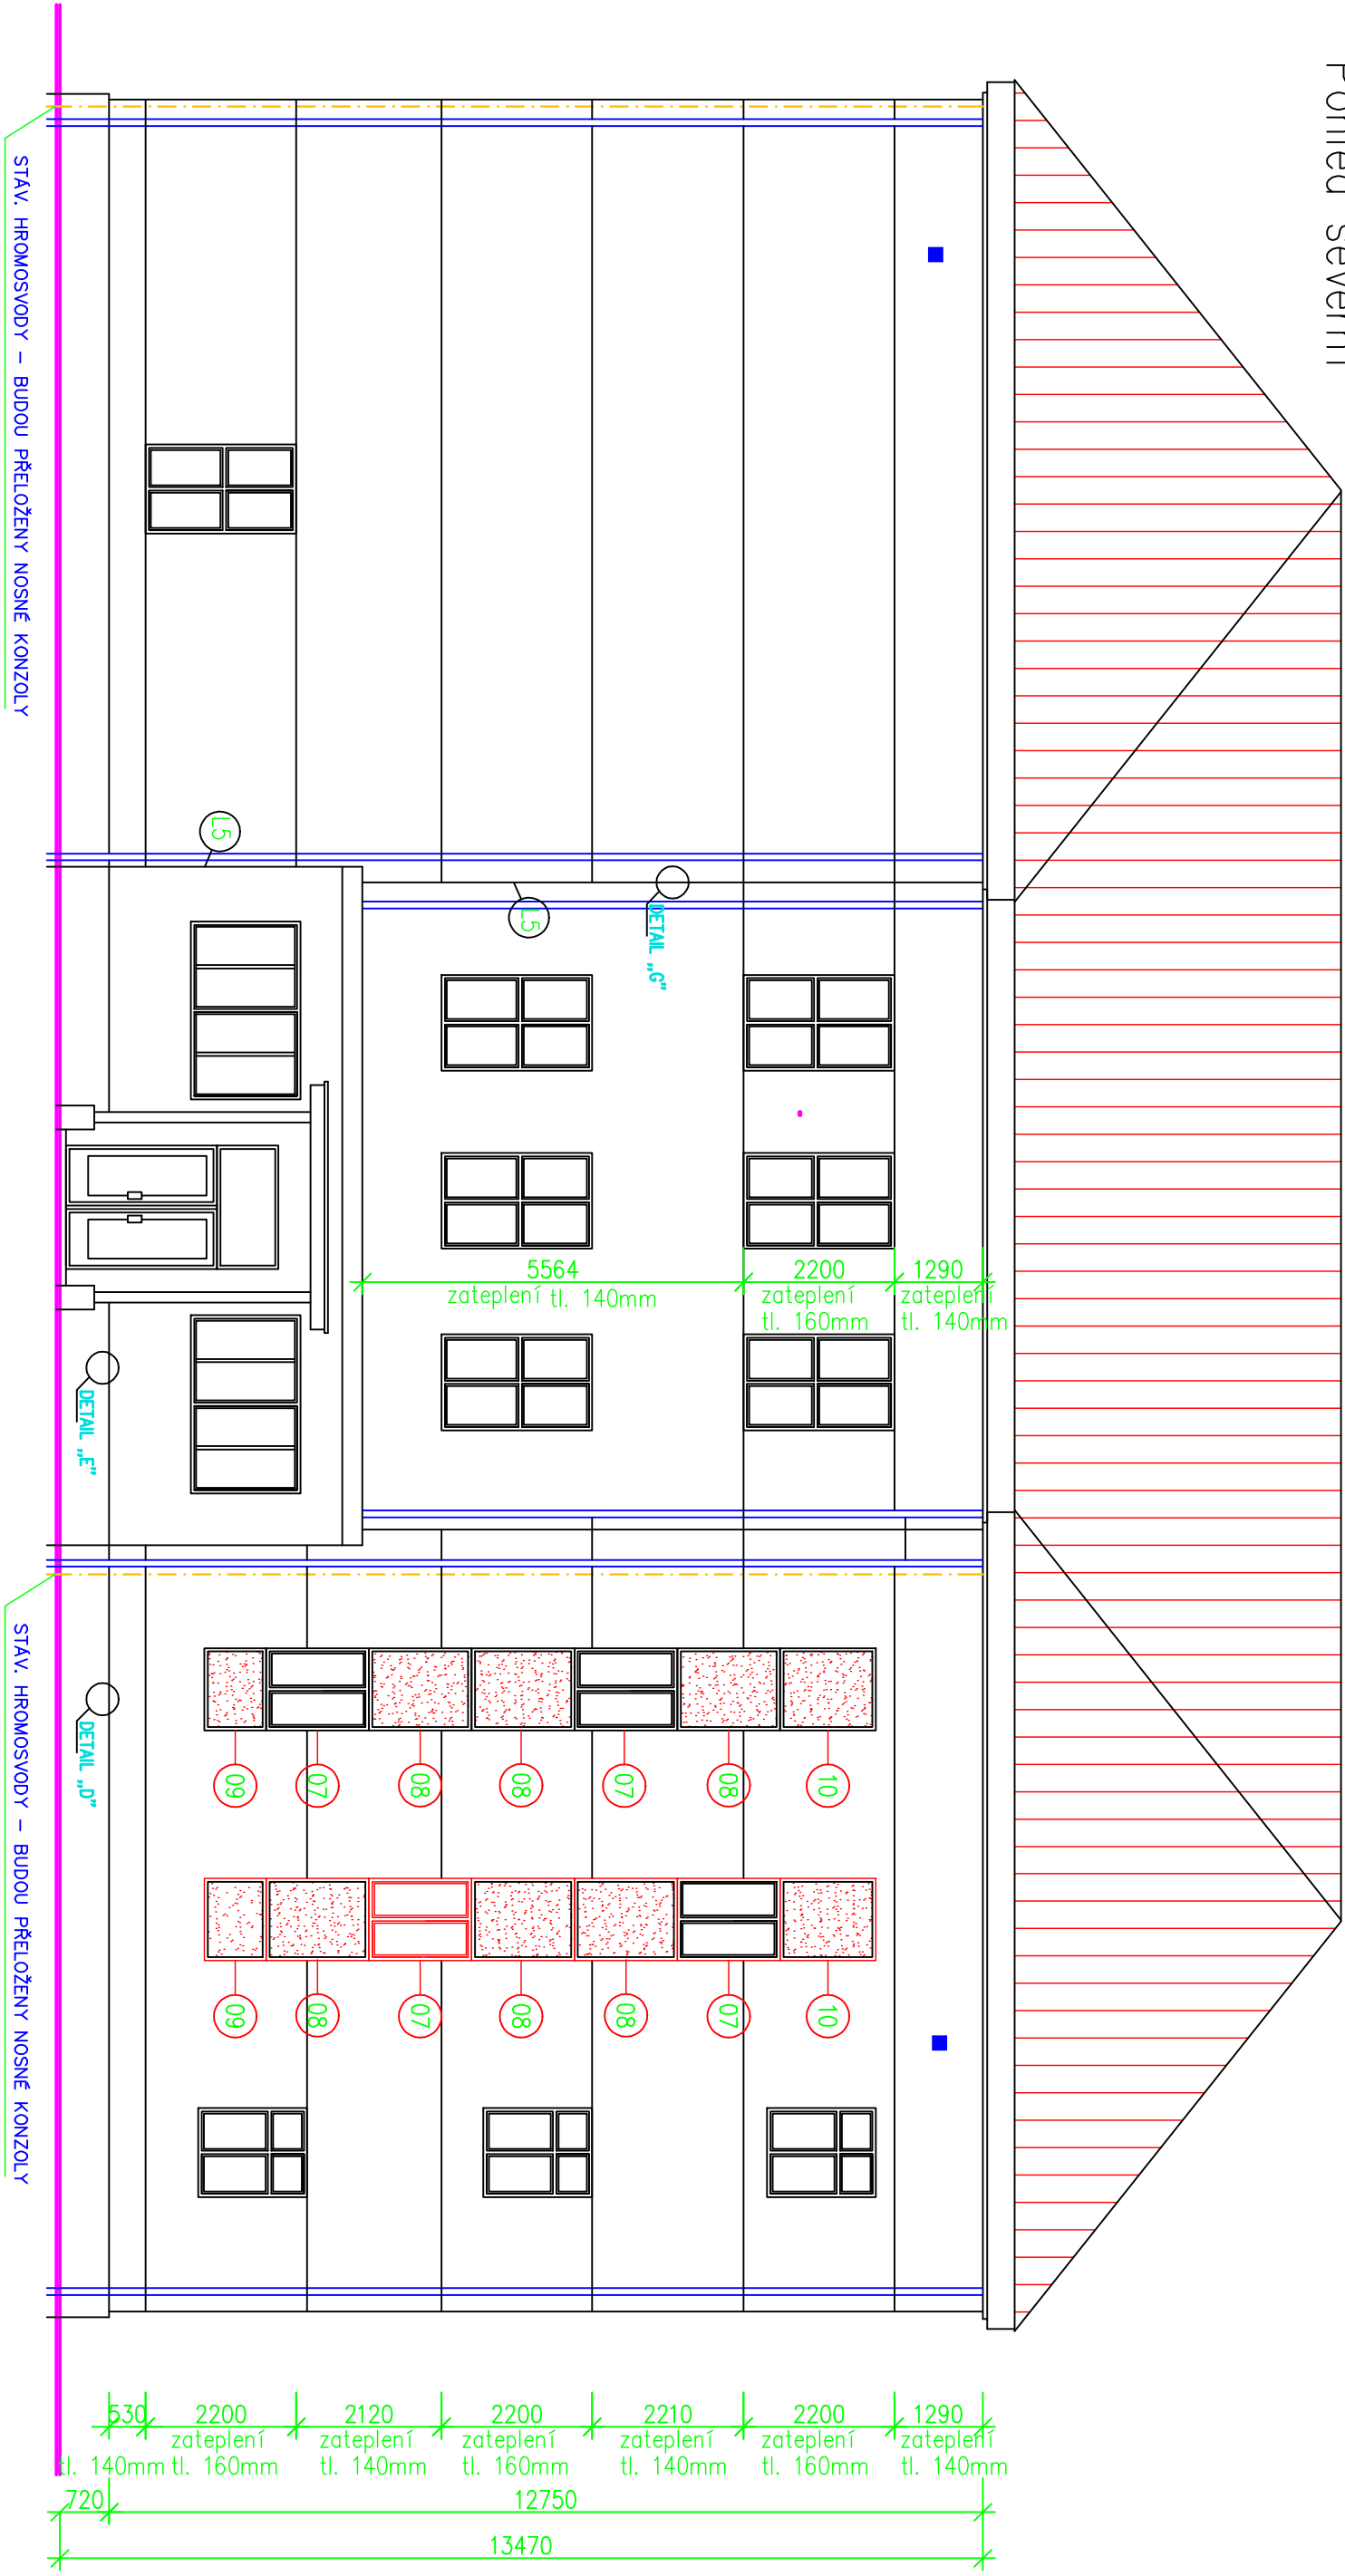 Pohled severní
STÁV. HROMOSVODY – BUDOU PŘELOŽENY NOSNÉ KONZOLY
L5
L5
DETAIL „G"
5564
zateplení tl. 140mm
2200
zateplení
tl. 160mm
1290
zateplení
tl. 140mm
DETAIL „E"
STÁV. HROMOSVODY – BUDOU PŘELOŽENY NOSNÉ KONZOLY
DETAIL „D"
09
07
08
08
07
08
10
09
08
07
08
08
07
10
530
tl. 140mm
2200
zateplení
tl. 160mm
2120
zateplení
tl. 140mm
2200
zateplení
tl. 160mm
2210
zateplení
tl. 140mm
2200
zateplení
tl. 160mm
1290
zateplení
tl. 140mm
720
12750
13470